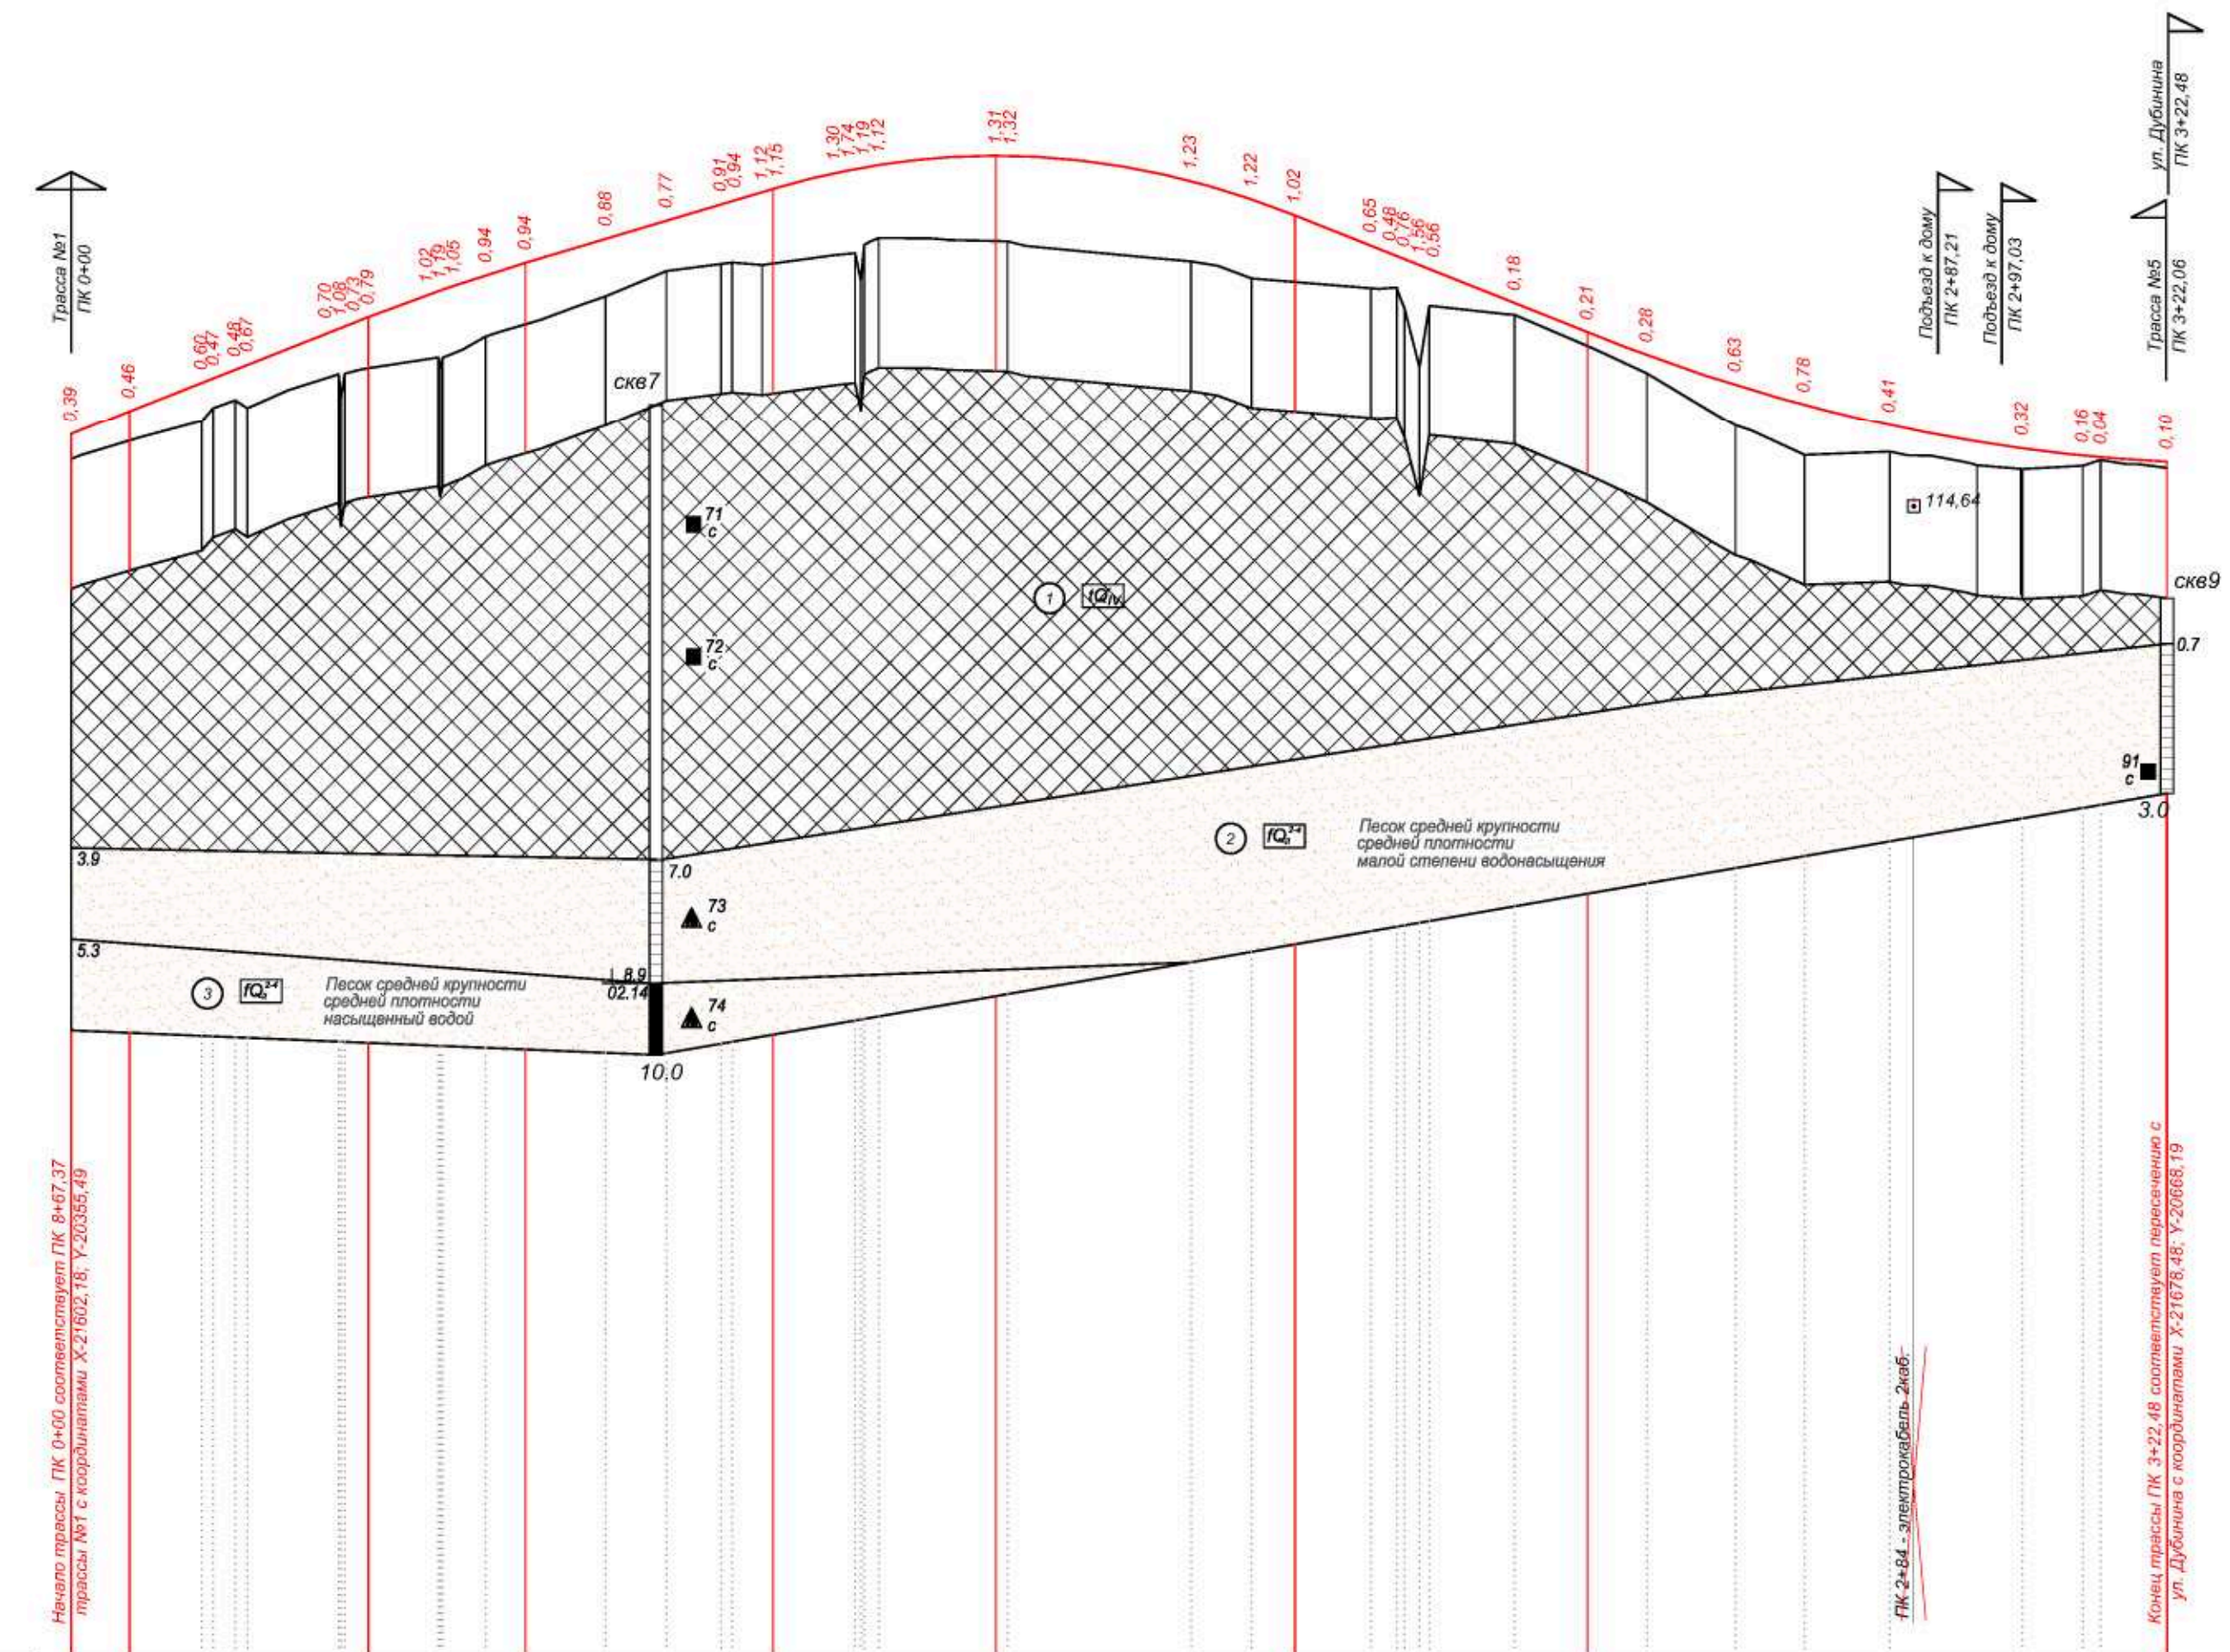 Трасса №1
ПК 0+00
0,39
0,46
0,60
0,47
0,48
0,67
0,70
1,08
0,73
0,79
1,02
1,19
1,05
0,94
0,94
0,88
0,77
0,91
0,94
1,12
1,15
1,30
1,74
1,19
1,12
1,31
1,32
1,23
1,22
1,02
0,65
0,48
0,76
1,56
0,56
0,18
0,21
0,28
0,63
0,78
0,41
0,32
0,16
0,04
0,10
Подъезд к дому
ПК 2+87,21
Подъезд к дому
ПК 2+97,03
ул. Дубинина
ПК 3+22,48
Трасса №5
ПК 3+22,06
скв7
71
с
72
с
1
114,64
скв9
0.7
91
с
3.0
3.9
7.0
73
с
2
Песок средней крупности
средней плотности
малой степени водонасыщения
5.3
8.9
02.14
74
с
10,0
3
Песок средней крупности
средней плотности
насыщенный водой
Начало трассы ПК 0+00 соответствует ПК 8+67,37
трассы №1 с координатами X-21602,18; Y-20355,49
ПК 2+84 - электрокабель 2каб.
Конец трассы ПК 3+22,48 соответствует пересечению с
ул. Дубинина с координатами X-21678,48; Y-20668,19